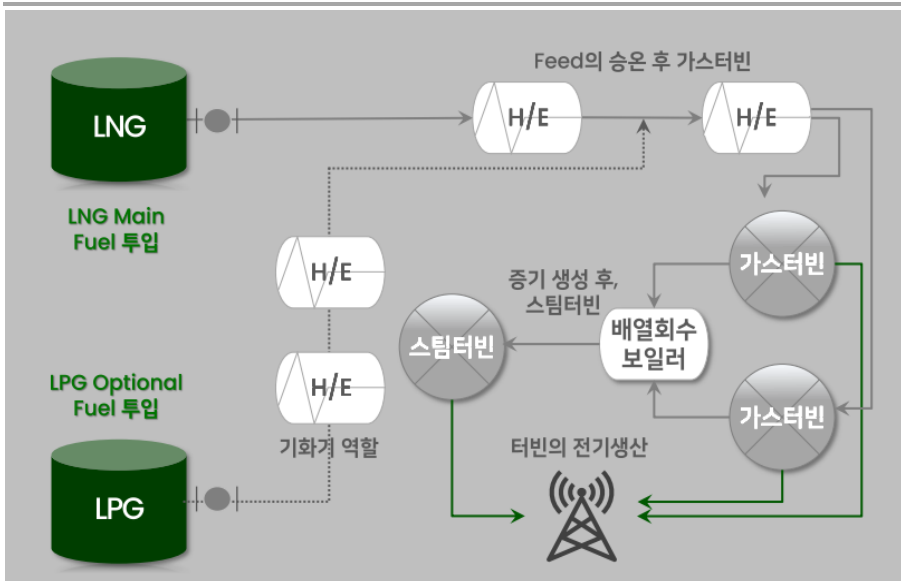 Feed의 승온 후 가스터빈
LNG
H/E
H/E
LNG Main
Fuel 투입
H/E
가스터빈
증기 생성 후,
스팀터빈
배열회수
보일러
스팀터빈
LPG Optional
Fuel 투입
H/E
가스터빈
기화기 역할
터빈의 전기생산
LPG